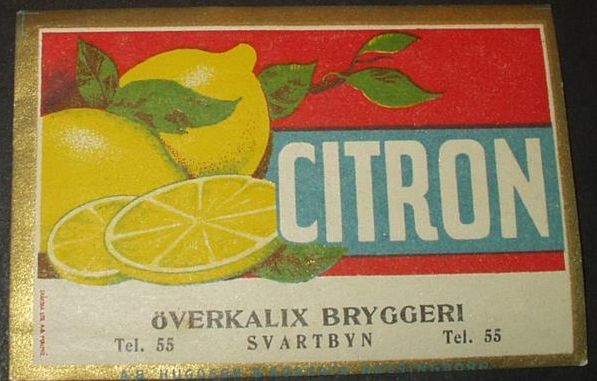 CITRON
ÖVERKALIX BRYGGERI
Tel. 55 SVARTBYN Tel. 55